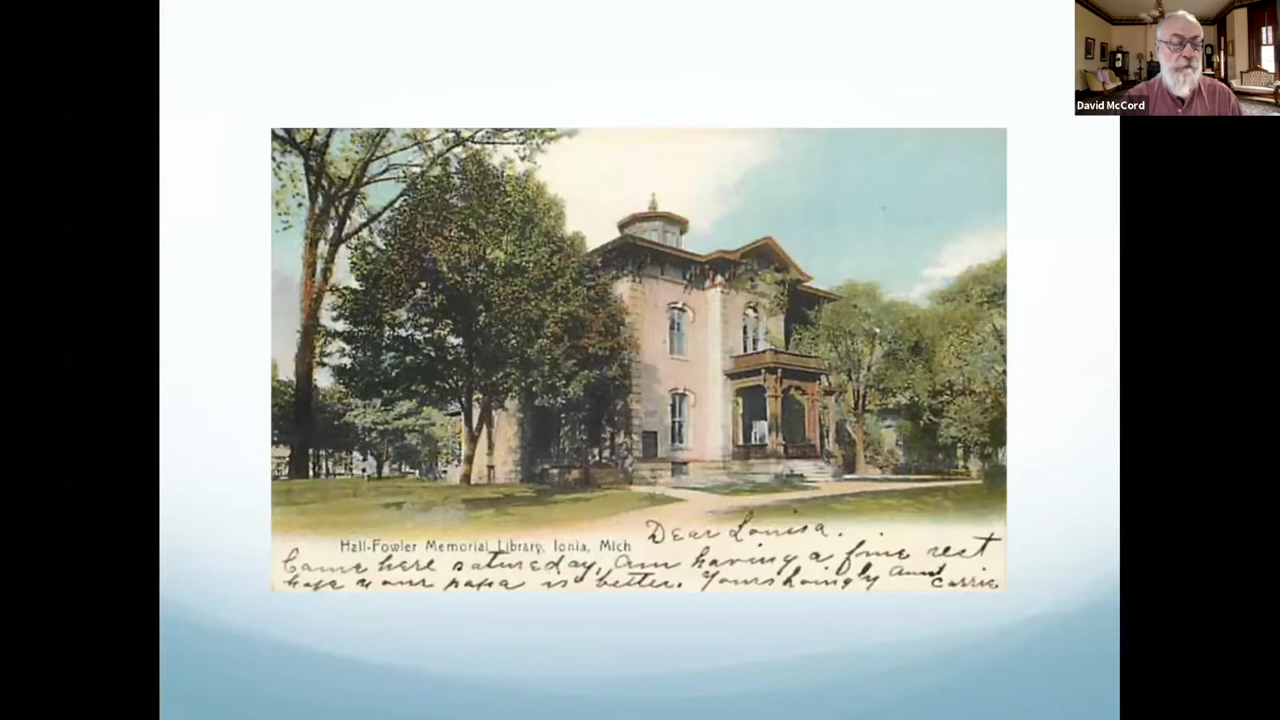 David McCord
Hall-Fowler Memorial Library, Ionia, Mich
Dear Louisa.
Came here saturday, am having a fine rest
hope your papa is better. Yours lovingly Aunt Carrie